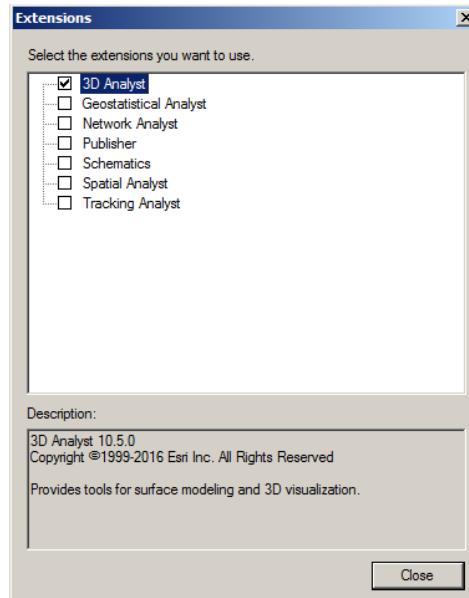 Extensions
Select the extensions you want to use.
3D Analyst
Geostatistical Analyst
Network Analyst
Publisher
Schematics
Spatial Analyst
Tracking Analyst
Description:
3D Analyst 10.5.0
Copyright ©1999-2016 Esri Inc. All Rights Reserved
Provides tools for surface modeling and 3D visualization.
Close